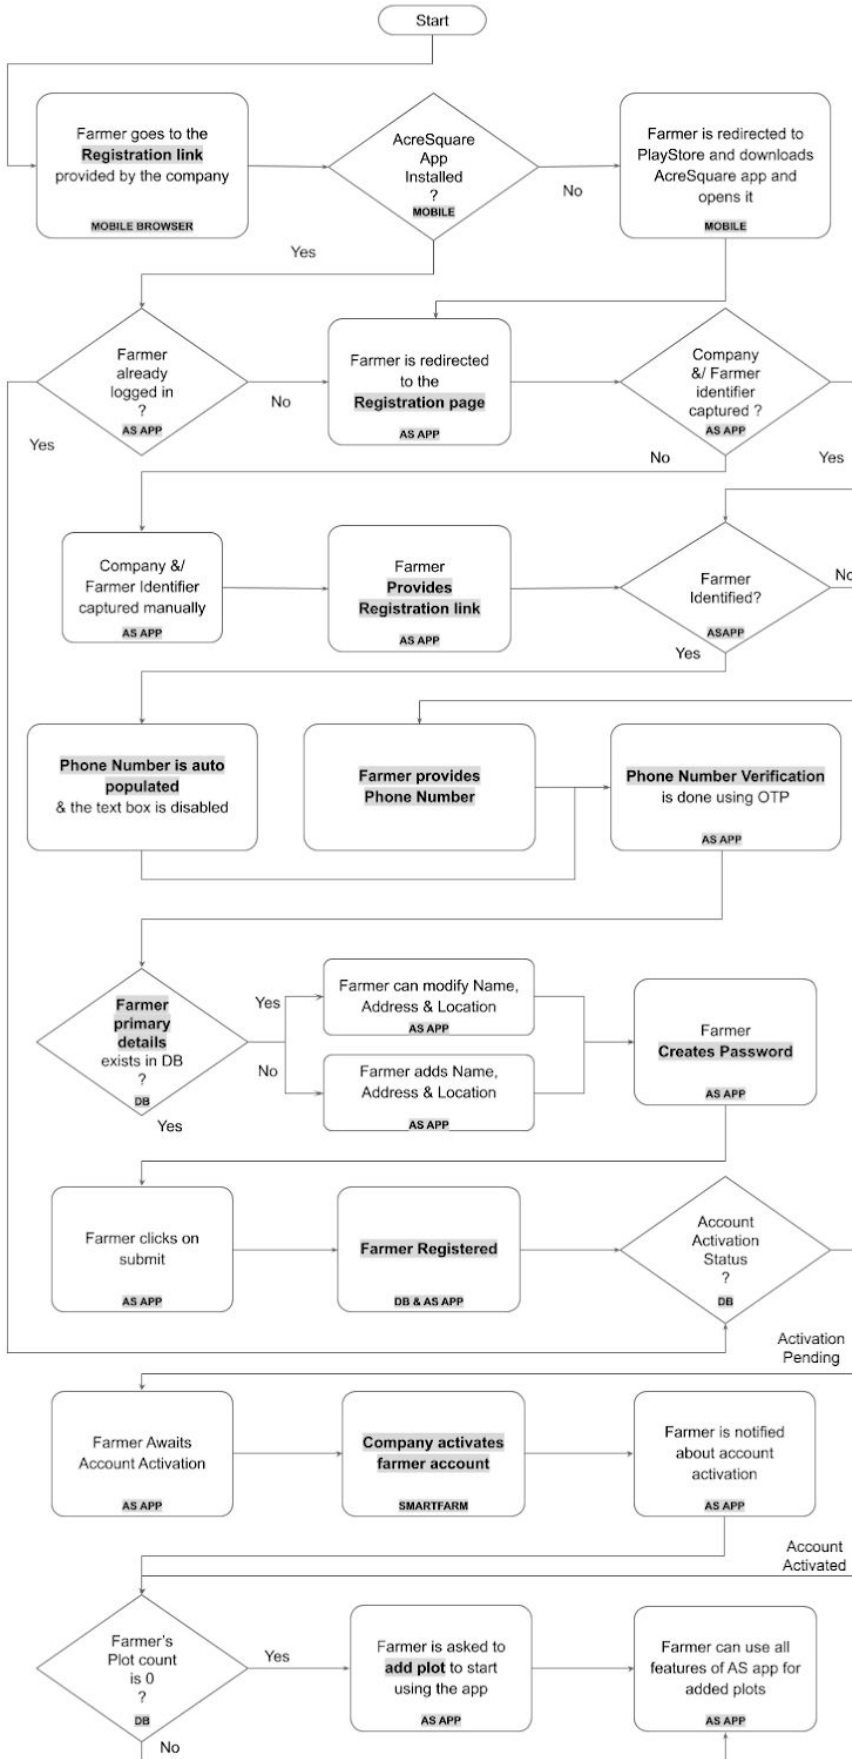 Start
Farmer goes to the
Registration link
provided by the company
MOBILE BROWSER
AcreSquare
App
Installed
?
MOBILE
No
Farmer is redirected to
PlayStore and downloads
AcreSquare app and
opens it
MOBILE
Yes
Farmer
already
logged in
?
AS APP
No
Yes
Farmer is redirected
to the
Registration page
AS APP
Company
&/ Farmer
identifier
captured ?
AS APP
No
Yes
Company &/
Farmer Identifier
captured manually
AS APP
Farmer
Provides
Registration link
AS APP
Farmer
Identified?
ASAPP
No
Yes
Phone Number is auto
populated
& the text box is disabled
Farmer provides
Phone Number
Phone Number Verification
is done using OTP
AS APP
Farmer
primary
details
exists in DB
?
DB
Yes
No
Yes
Farmer can modify Name,
Address & Location
AS APP
Farmer adds Name,
Address & Location
AS APP
Farmer
Creates Password
AS APP
Farmer clicks on
submit
AS APP
Farmer Registered
DB & AS APP
Account
Activation
Status
?
DB
Activation
Pending
Farmer Awaits
Account Activation
AS APP
Company activates
farmer account
SMARTFARM
Farmer is notified
about account
activation
AS APP
Account
Activated
Farmer's
Plot count
is 0
?
DB
Yes
No
Farmer is asked to
add plot to start
using the app
AS APP
Farmer can use all
features of AS app for
added plots
AS APP